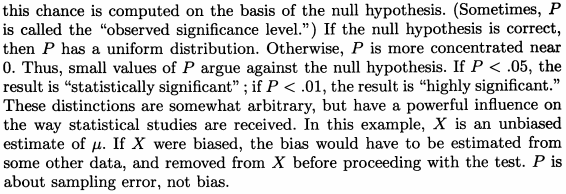 this chance is computed on the basis of the null hypothesis. (Sometimes, P
is called the “observed significance level.”) If the null hypothesis is correct,
then P has a uniform distribution. Otherwise, P is more concentrated near
0. Thus, small values of P argue against the null hypothesis. If P < .05, the
result is “statistically significant” ; if P < .01, the result is “highly significant.”
These distinctions are somewhat arbitrary, but have a powerful influence on
the way statistical studies are received. In this example, X is an unbiased
estimate of μ. If X were biased, the bias would have to be estimated from
some other data, and removed from X before proceeding with the test. P is
about sampling error, not bias.